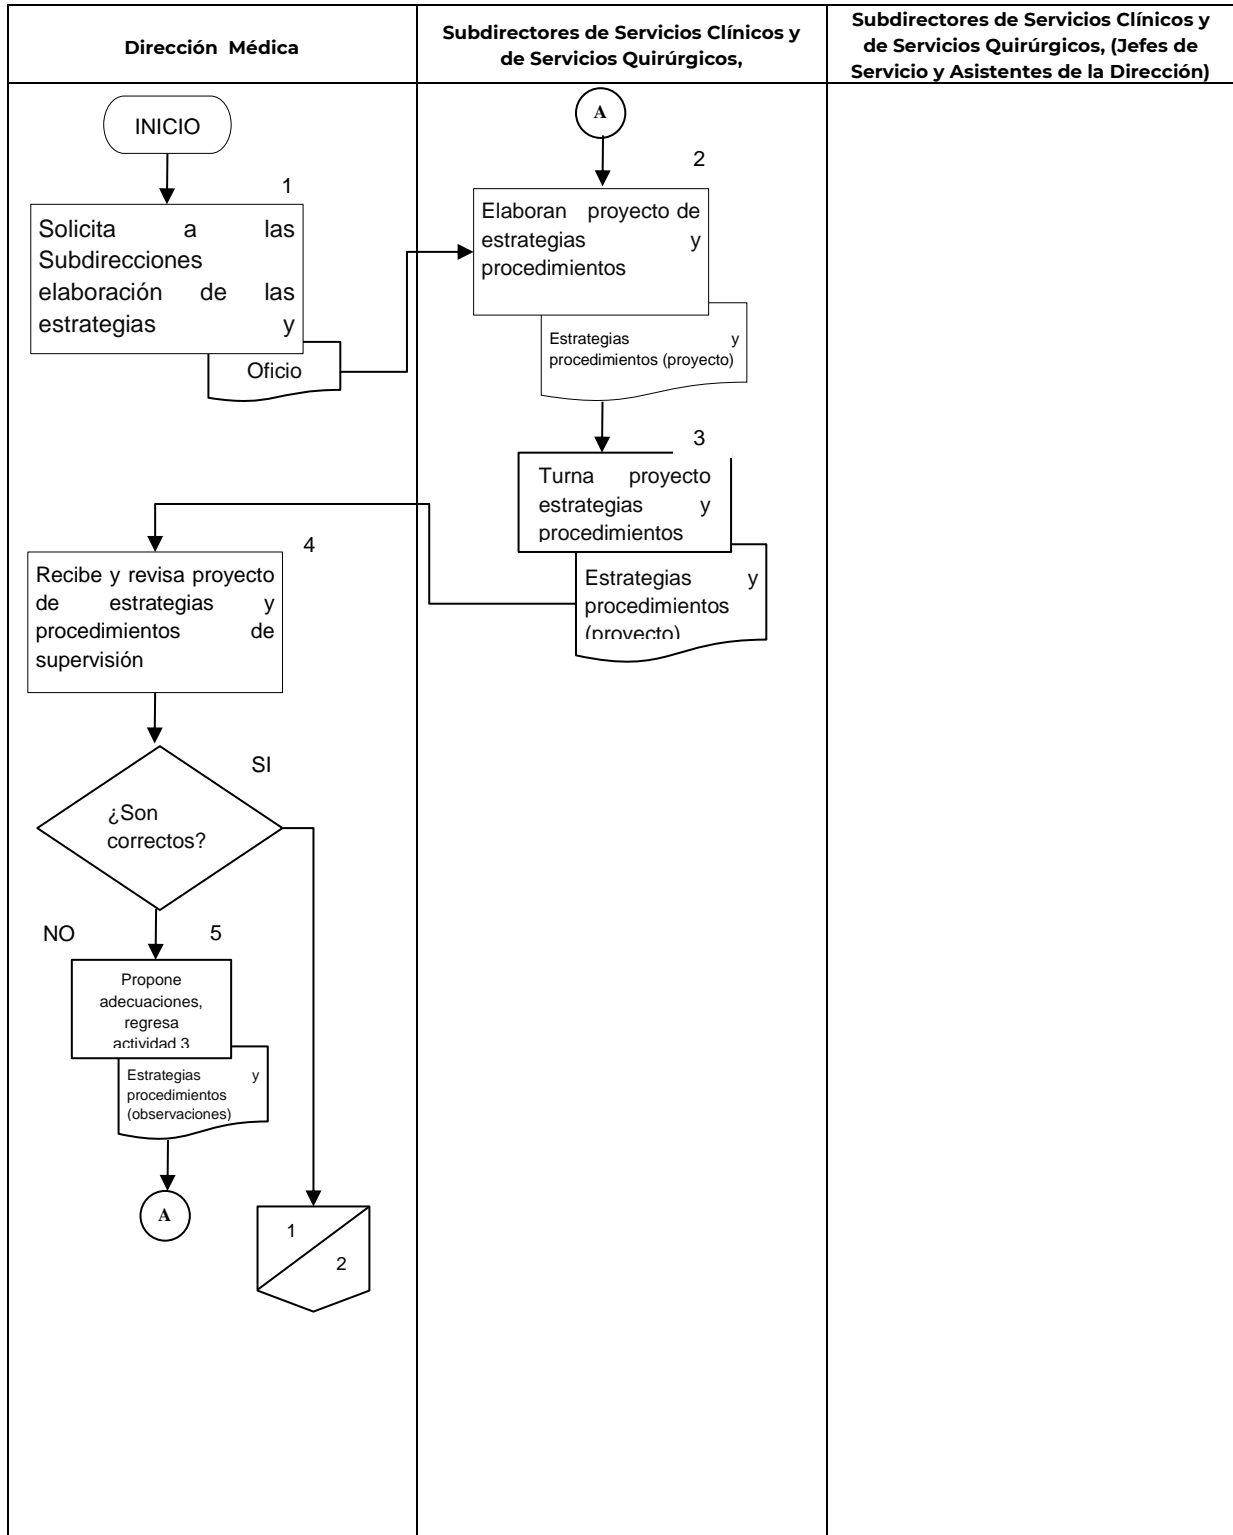 Dirección Médica
Subdirectores de Servicios Clínicos y
de Servicios Quirúrgicos,
Subdirectores de Servicios Clínicos y
de Servicios Quirúrgicos, (Jefes de
Servicio y Asistentes de la Dirección)
INICIO
1
Solicita a las
Subdirecciones
elaboración de las
estrategias y
Oficio
A
2
Elaboran proyecto de
estrategias y
procedimientos
Estrategias y
procedimientos (proyecto)
3
Turna proyecto
estrategias y
procedimientos
Estrategias y
procedimientos
(proyecto)
4
Recibe y revisa proyecto
de estrategias y
procedimientos de
supervisión
¿Son
correctos?
SI
NO
5
Propone
adecuaciones,
regresa
actividad 3
Estrategias y
procedimientos
(observaciones)
A
1
2